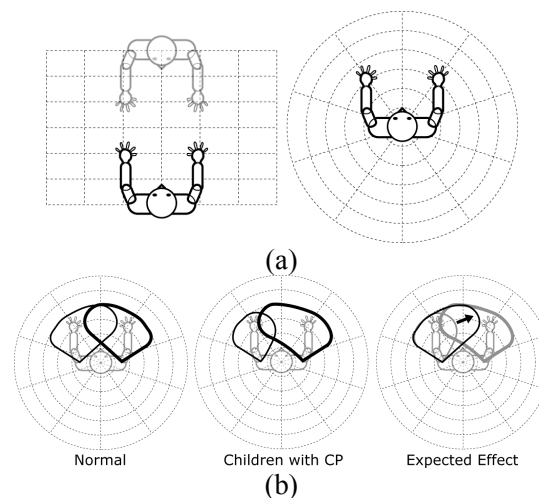 (a)
Normal
Children with CP
Expected Effect
(b)